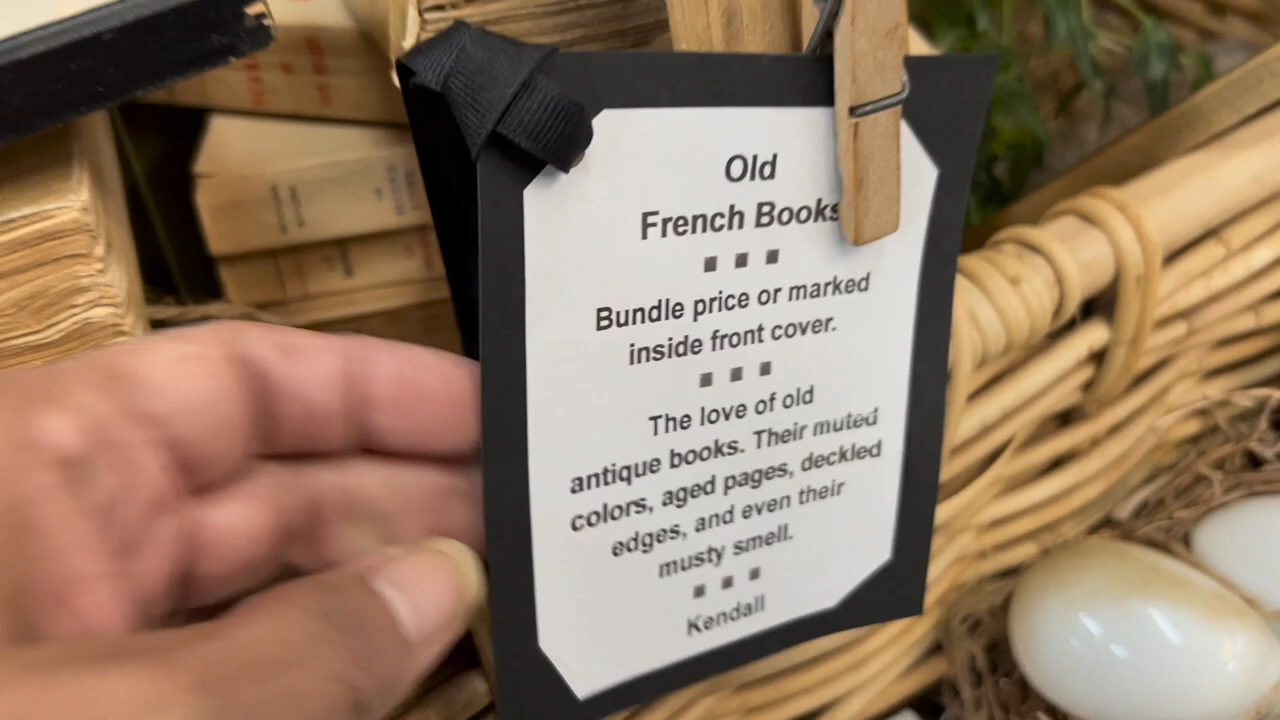 Old
French Books
■ ■ ■
Bundle price or marked
inside front cover.
■ ■ ■
The love of old
antique books. Their muted
colors, aged pages, deckled
edges, and even their
musty smell.
■ ■ ■
Kendall